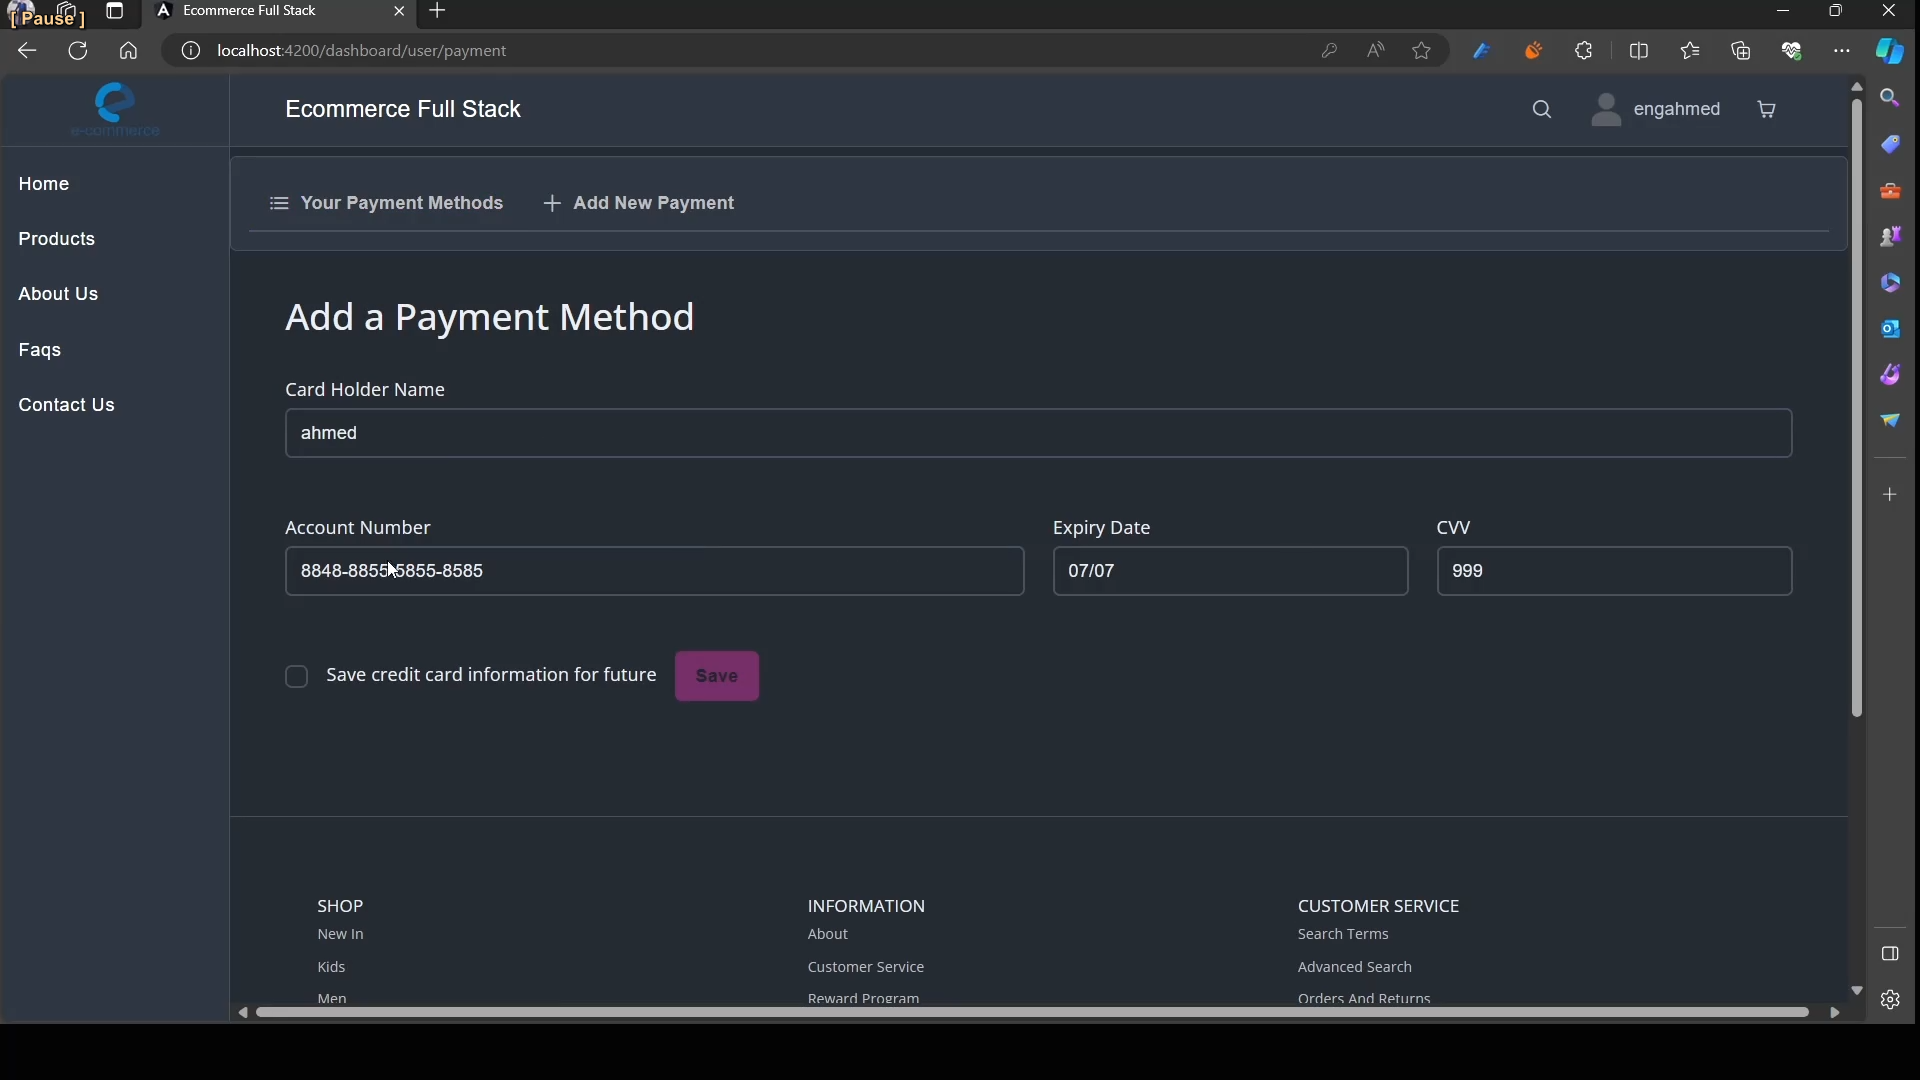 [ Pause ]
Ecommerce Full Stack
localhost:4200/dashboard/user/payment
e-commerce
Ecommerce Full Stack
engahmed
Home
Products
About Us
Faqs
Contact Us
Your Payment Methods
Add New Payment
Add a Payment Method
Card Holder Name
ahmed
Account Number
Expiry Date
CVV
8848-8855-5855-8585
07/07
999
Save credit card information for future
Save
SHOP
New In
Kids
Men
INFORMATION
About
Customer Service
Reward Program
CUSTOMER SERVICE
Search Terms
Advanced Search
Orders And Returns